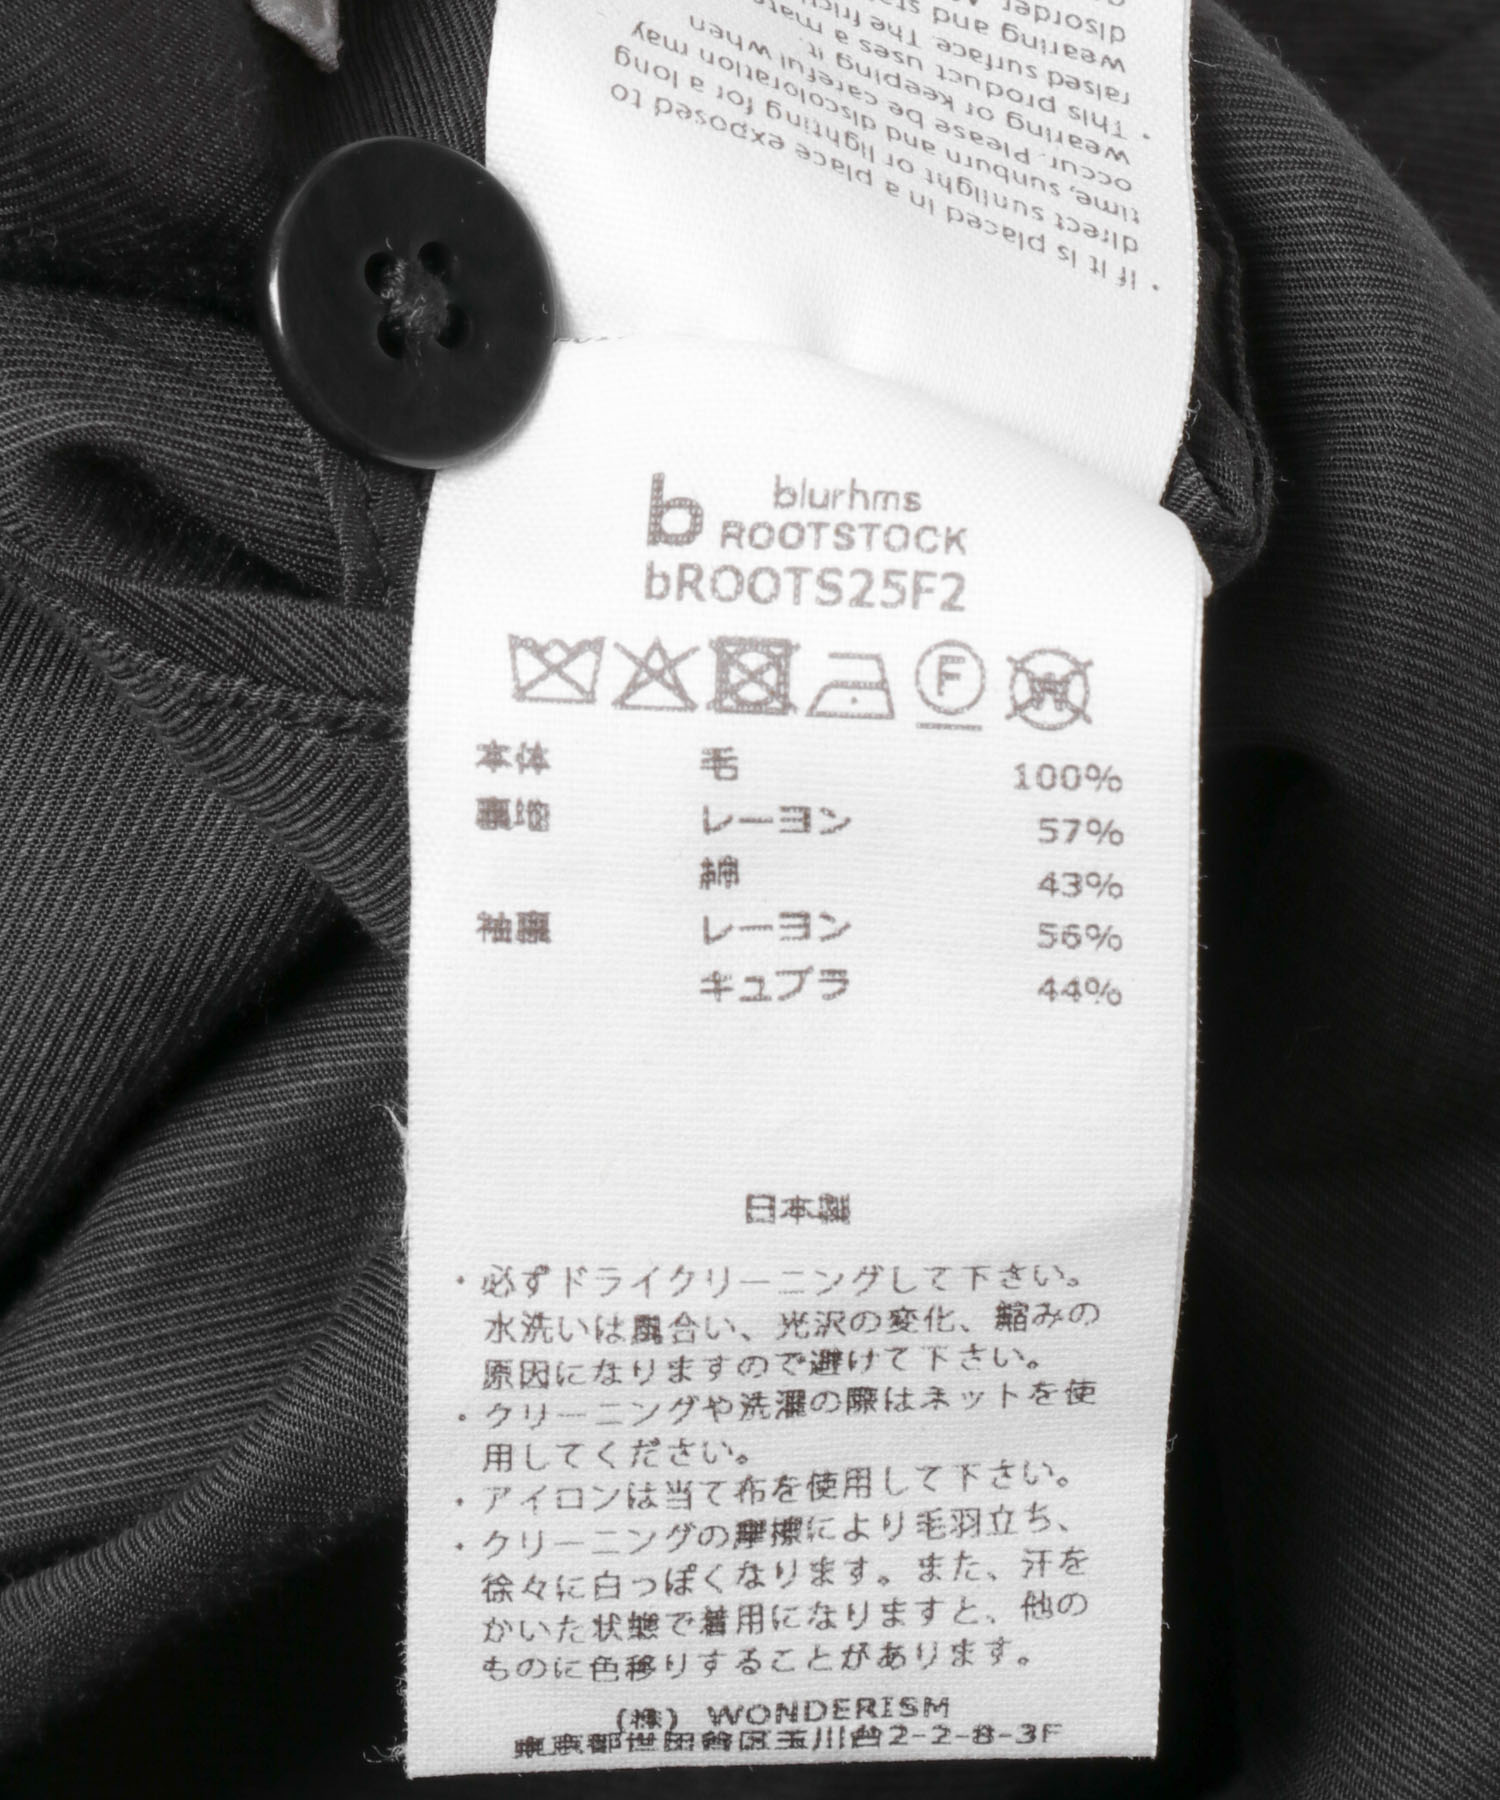 If it is placed in a place exposed to
direct sunlight or lighting for a long
time, sunburn and discoloration may
occur. Please be careful when
wearing or keeping it.
・This product uses a mate
raised surface. The fric
wearing and sta
disorder.
b blurhms
ROOTSTOCK
bROOTS25F2
F W
本体 毛 100%
裏地 レーヨン 57%
綿 43%
袖裏 レーヨン 56%
キュプラ 44%
日本製
・必ずドライクリーニングして下さい。
水洗いは風合い、光沢の変化、縮みの
原因になりますので避けて下さい。
・クリーニングや洗濯の際はネットを使
用してください。
・アイロンは当て布を使用して下さい。
・クリーニングの摩擦により毛羽立ち、
徐々に白っぽくなります。また、汗を
かいた状態で着用になりますと、他の
ものに色移りすることがあります。
(株) WONDERISM
東京都世田谷区玉川台2-2-8-3F